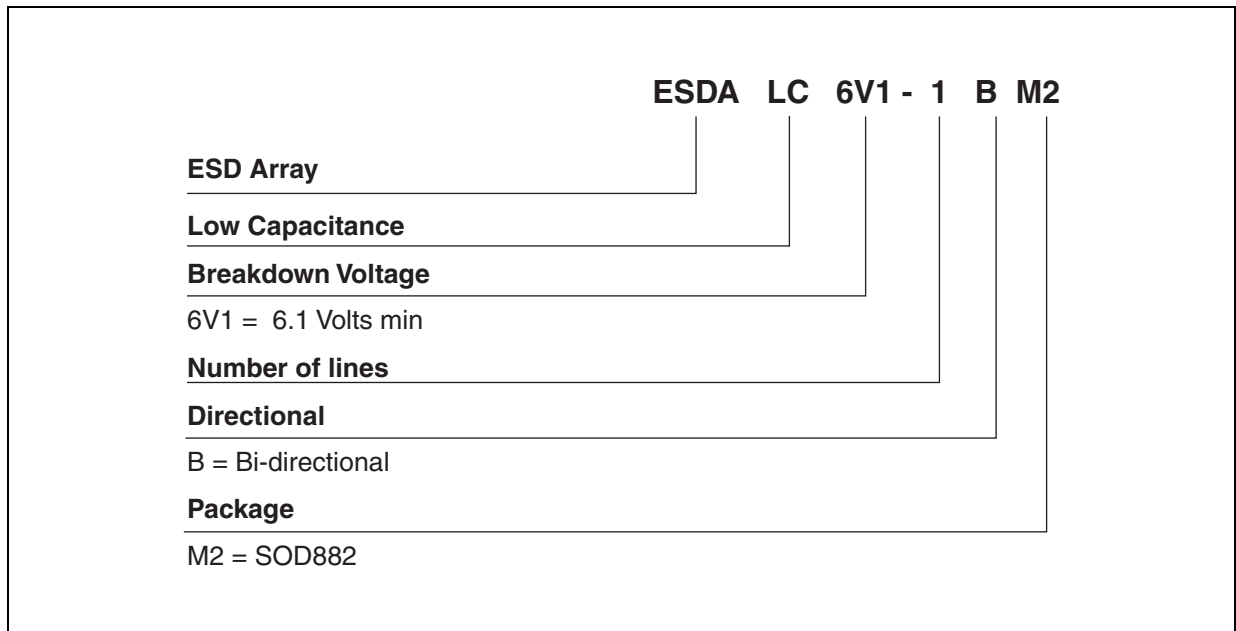 ESDA LC 6V1 - 1 B M2
ESD Array
Low Capacitance
Breakdown Voltage
6V1 = 6.1 Volts min
Number of lines
Directional
B = Bi-directional
Package
M2 = SOD882